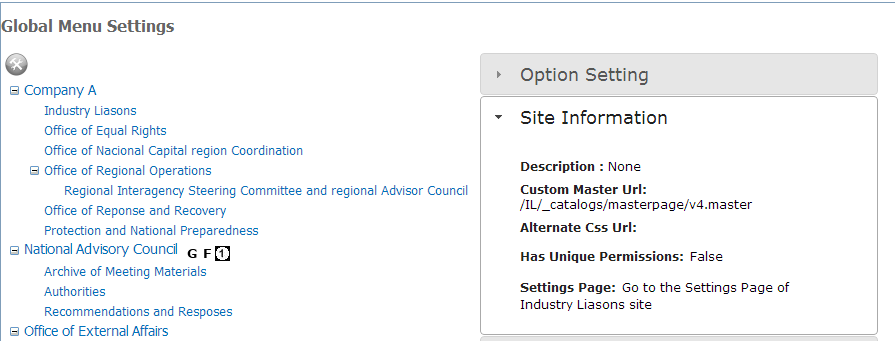 Global Menu Settings
Company A
Industry Liasons
Office of Equal Rights
Office of Nacional Capital region Coordination
Office of Regional Operations
Regional Interagency Steering Committee and regional Advisor Council
Office of Reponse and Recovery
Protection and National Preparedness
National Advisory Council G F 1
Archive of Meeting Materials
Authorities
Recommendations and Resposes
Office of External Affairs
Option Setting
Site Information
Description : None
Custom Master Url:
/IL/_catalogs/masterpage/v4.master
Alternate Css Url:
Has Unique Permissions: False
Settings Page: Go to the Settings Page of
Industry Liasons site